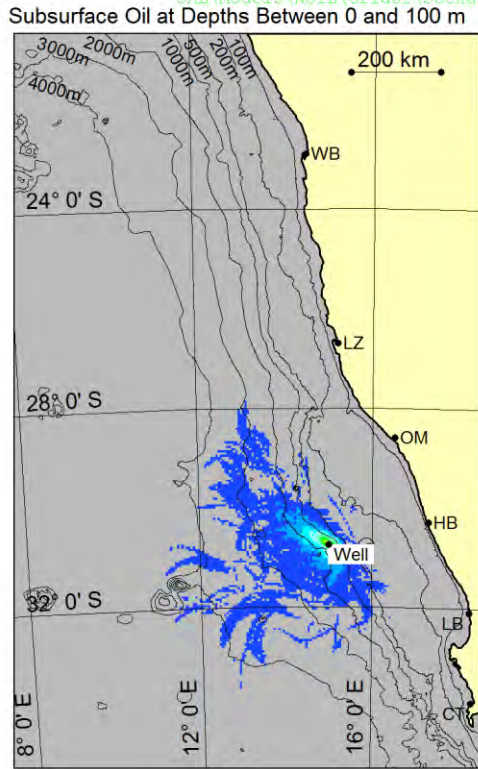 Subsurface Oil at Depths Between 0 and 100 m
3000m
2000m
4000m
1000m
500m
200m
100m
200 km
WB
24° 0' S
LZ
28° 0' S
OM
HB
Well
32° 0' S
LB
8° 0' E
12° 0' E
16° 0' E
CT